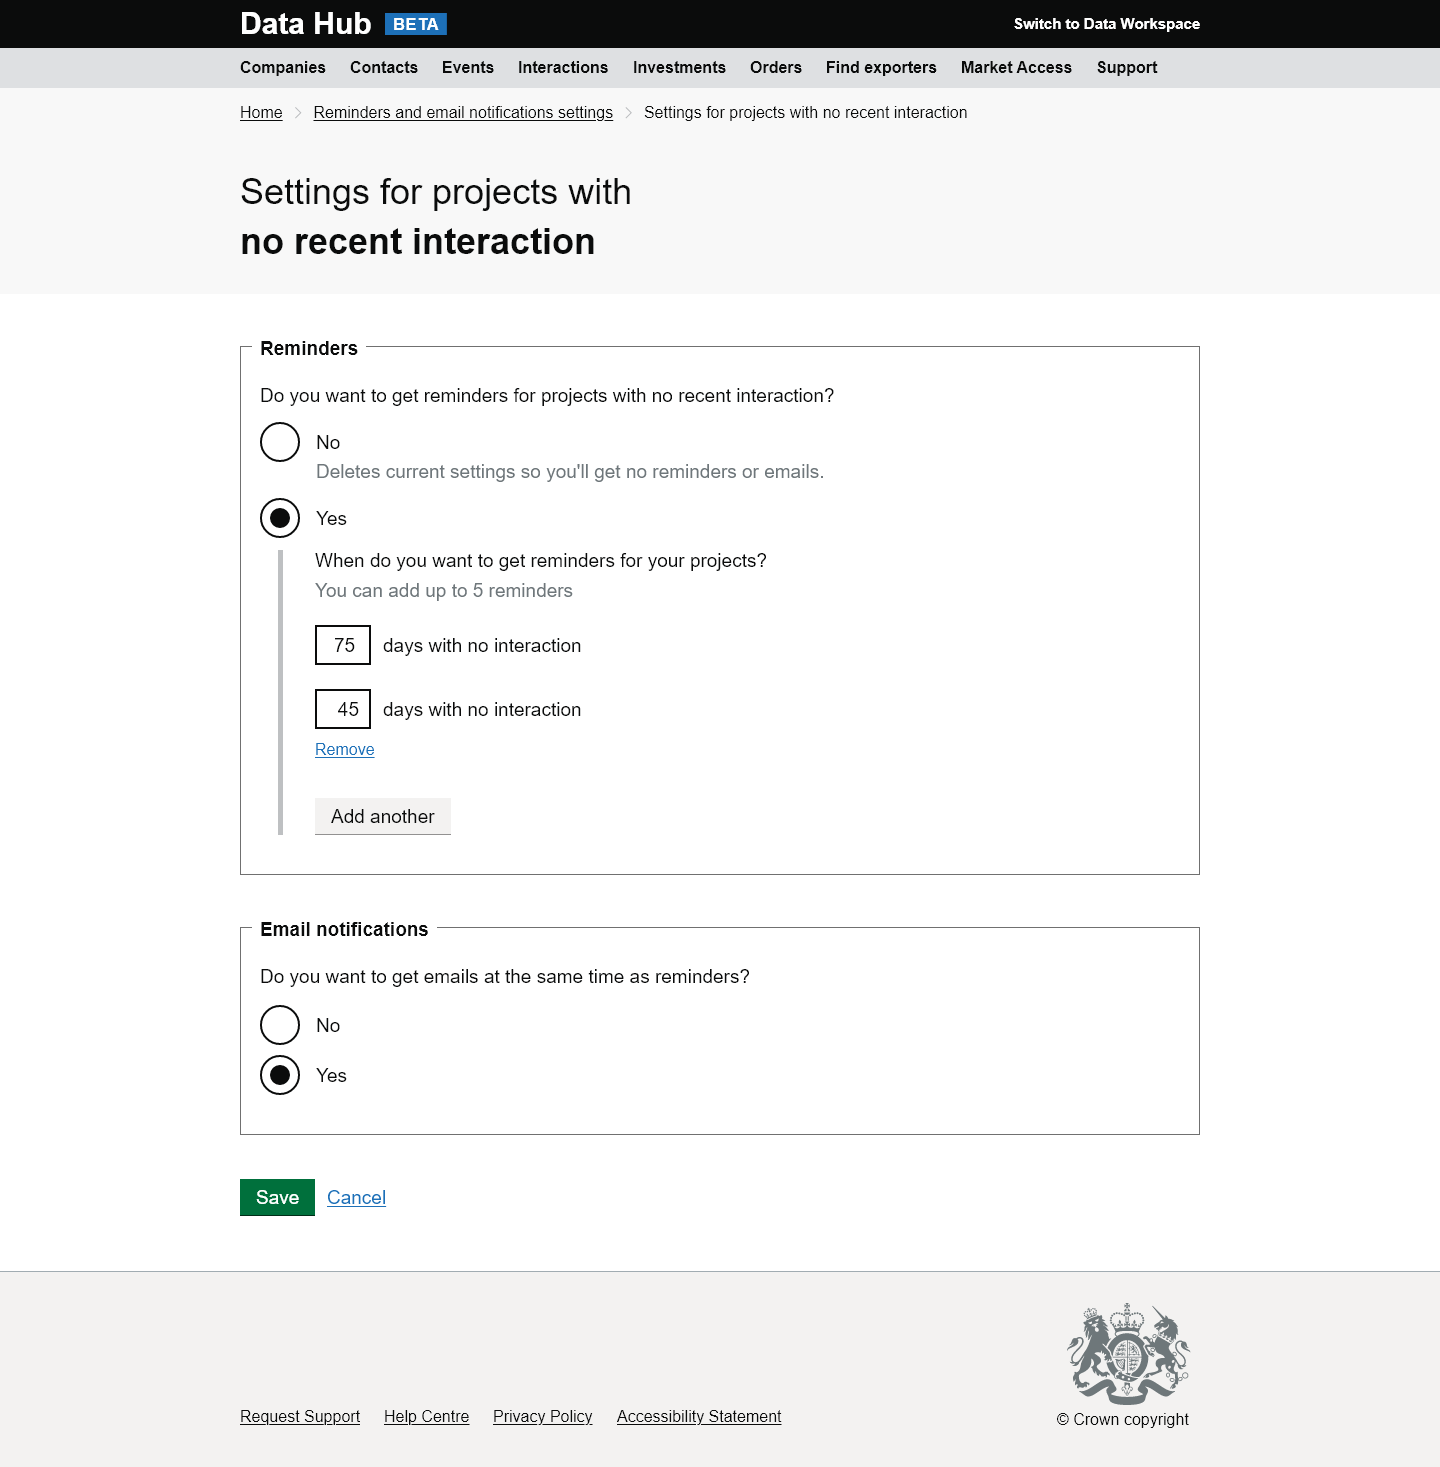 Data Hub BETA Switch to Data Workspace
Companies Contacts Events Interactions Investments Orders Find exporters Market Access Support
Home Reminders and email notifications settings Settings for projects with no recent interaction
Settings for projects with
no recent interaction
Reminders
Do you want to get reminders for projects with no recent interaction?
No
Deletes current settings so you'll get no reminders or emails.
Yes
When do you want to get reminders for your projects?
You can add up to 5 reminders
75 days with no interaction
45 days with no interaction
Remove
Add another
Email notifications
Do you want to get emails at the same time as reminders?
No
Yes
Save Cancel
Request Support Help Centre Privacy Policy Accessibility Statement
© Crown copyright